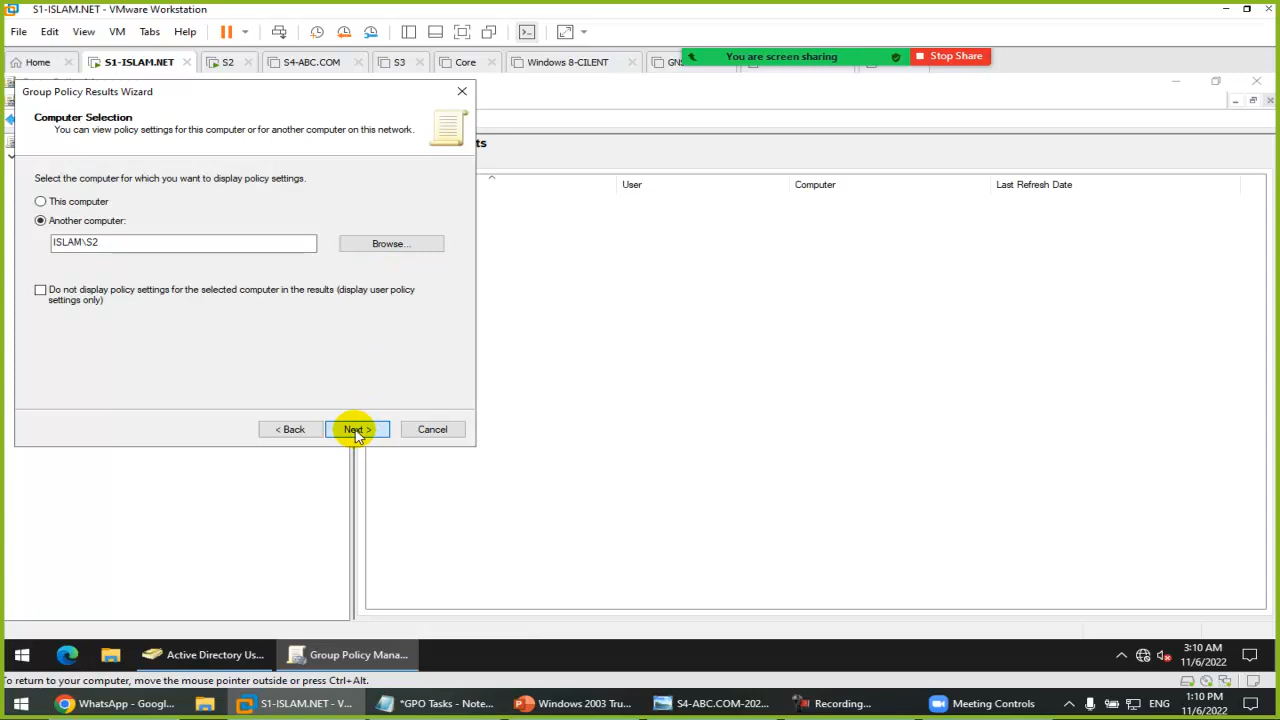 S1-ISLAM.NET - VMware Workstation
File Edit View VM Tabs Help
Home S1-ISLAM.NET S2 -ABC.COM S3 Core Windows 8-CILENT GNS
You are screen sharing Stop Share
Group Policy Results Wizard
Computer Selection
You can view policy settings for this computer or for another computer on this network.
ts
User Computer Last Refresh Date
Select the computer for which you want to display policy settings.
This computer
Another computer:
ISLAM\S2 Browse...
Do not display policy settings for the selected computer in the results (display user policy
settings only)
< Back Next > Cancel
Active Directory Us... Group Policy Mana... 3:10 AM
11/6/2022
To return to your computer, move the mouse pointer outside or press Ctrl+Alt.
WhatsApp - Googl... S1-ISLAM.NET - V... *GPO Tasks - Note... Windows 2003 Tru... S4-ABC.COM-202... Recording... Meeting Controls ENG 1:10 PM
11/6/2022